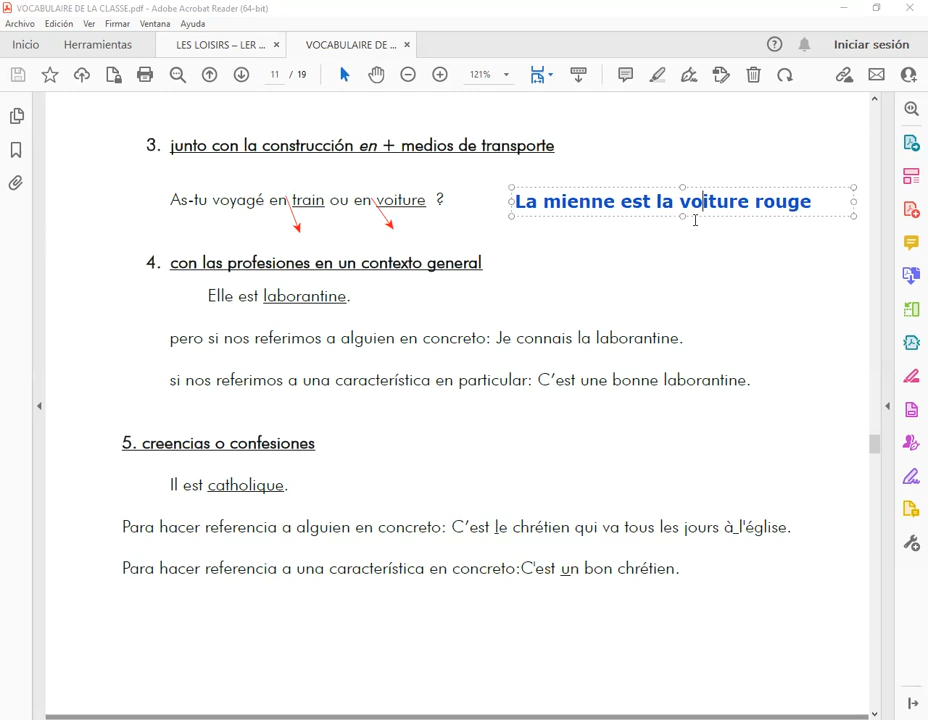 VOCABULAIRE DE LA CLASSE.pdf - Adobe Acrobat Reader (64-bit)
Archivo Edición Ver Firmar Ventana Ayuda
Inicio Herramientas LES LOISIRS – LER ... × VOCABULAIRE DE ... × Iniciar sesión
11 / 19 121%
3. junto con la construcción en + medios de transporte
As-tu voyagé en train ou en voiture ?
La mienne est la voiture rouge
4. con las profesiones en un contexto general
Elle est laborantine.
pero si nos referimos a alguien en concreto: Je connais la laborantine.
si nos referimos a una característica en particular: C’est une bonne laborantine.
5. creencias o confesiones
Il est catholique.
Para hacer referencia a alguien en concreto: C’est le chrétien qui va tous les jours à l'église.
Para hacer referencia a una característica en concreto:C'est un bon chrétien.